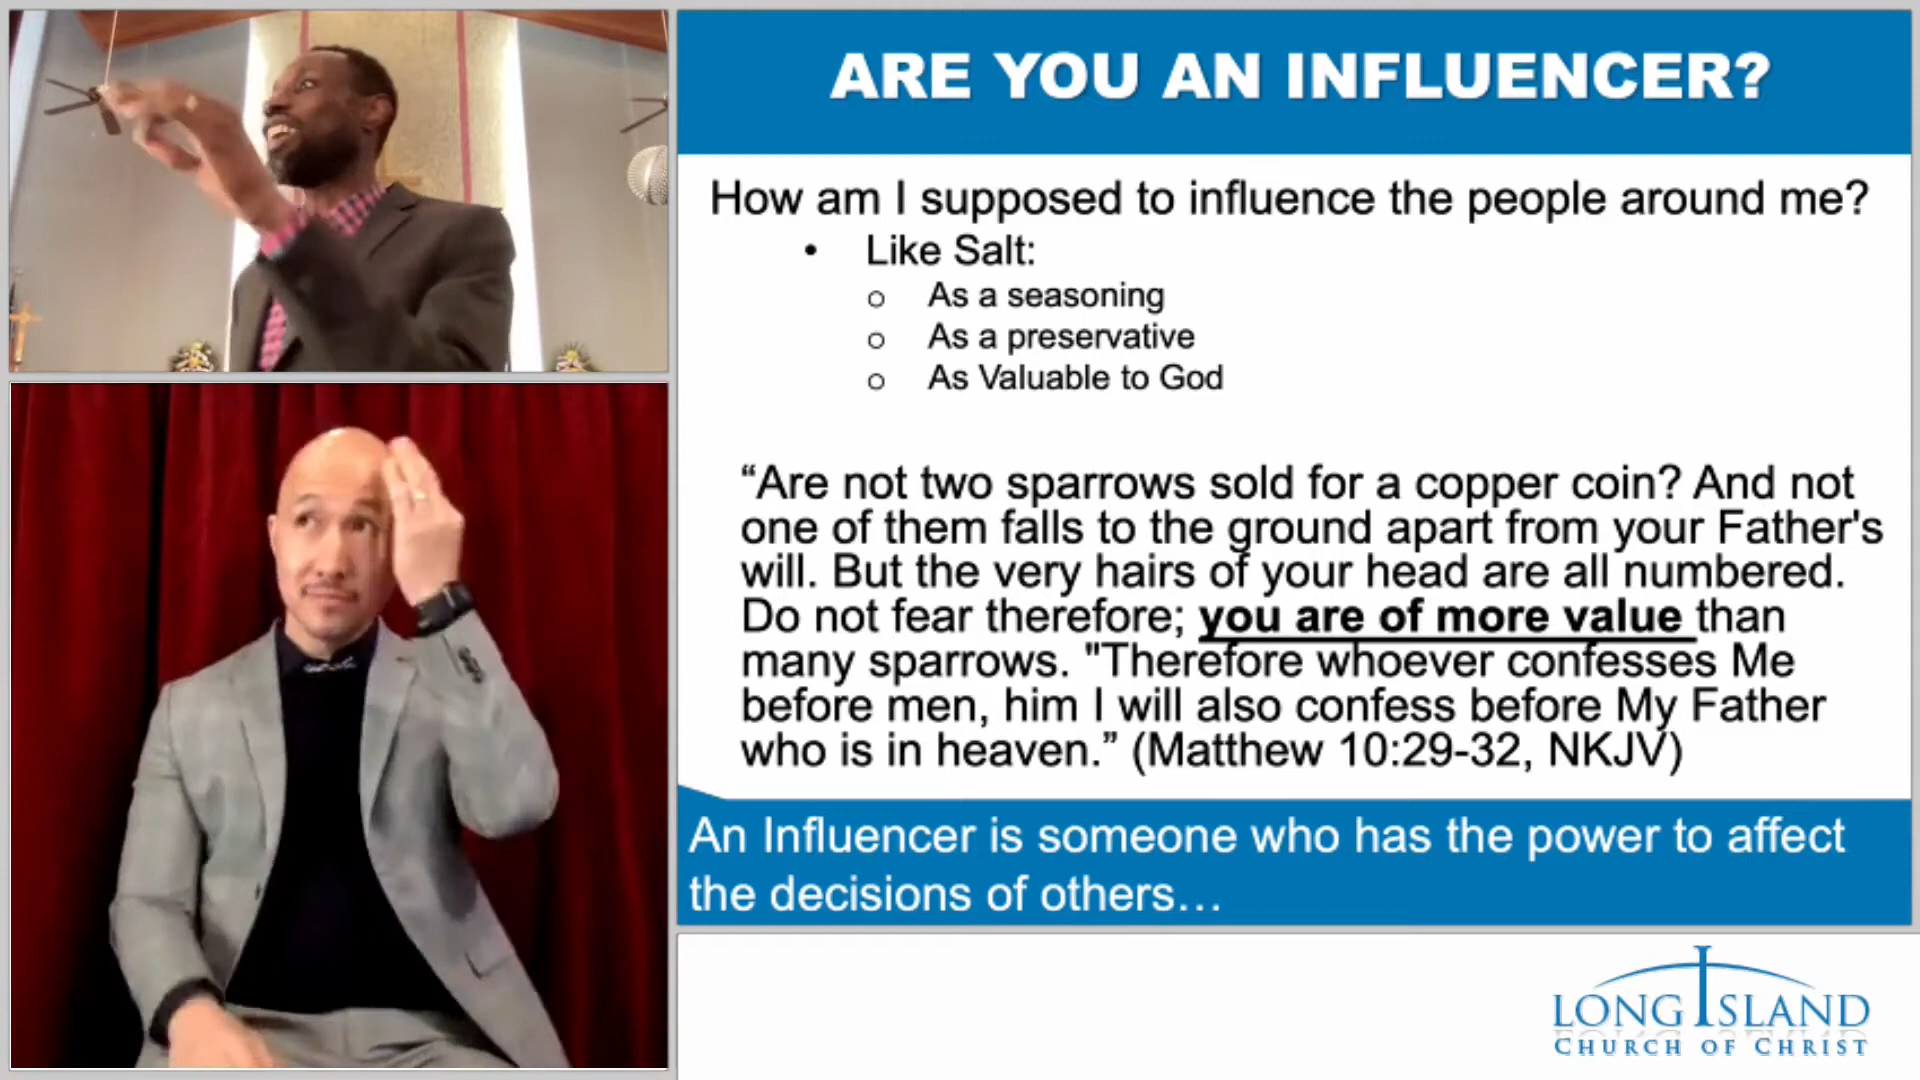 ARE YOU AN INFLUENCER?
How am I supposed to influence the people around me?
• Like Salt:
o As a seasoning
o As a preservative
o As Valuable to God
“Are not two sparrows sold for a copper coin? And not
one of them falls to the ground apart from your Father's
will. But the very hairs of your head are all numbered.
Do not fear therefore; you are of more value than
many sparrows. "Therefore whoever confesses Me
before men, him I will also confess before My Father
who is in heaven.” (Matthew 10:29-32, NKJV)
An Influencer is someone who has the power to affect
the decisions of others…
LONG ISLAND
CHURCH OF CHRIST